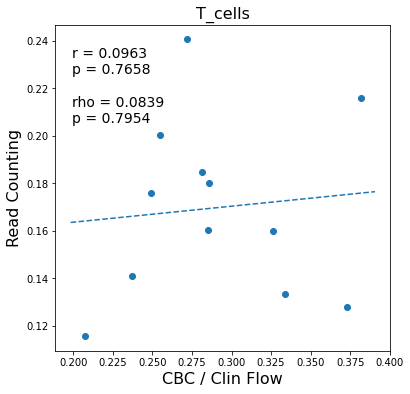 T_cells
r = 0.0963
p = 0.7658
rho = 0.0839
p = 0.7954
Read Counting
0.24
0.22
0.20
0.18
0.16
0.14
0.12
0.200 0.225 0.250 0.275 0.300 0.325 0.350 0.375 0.400
CBC / Clin Flow